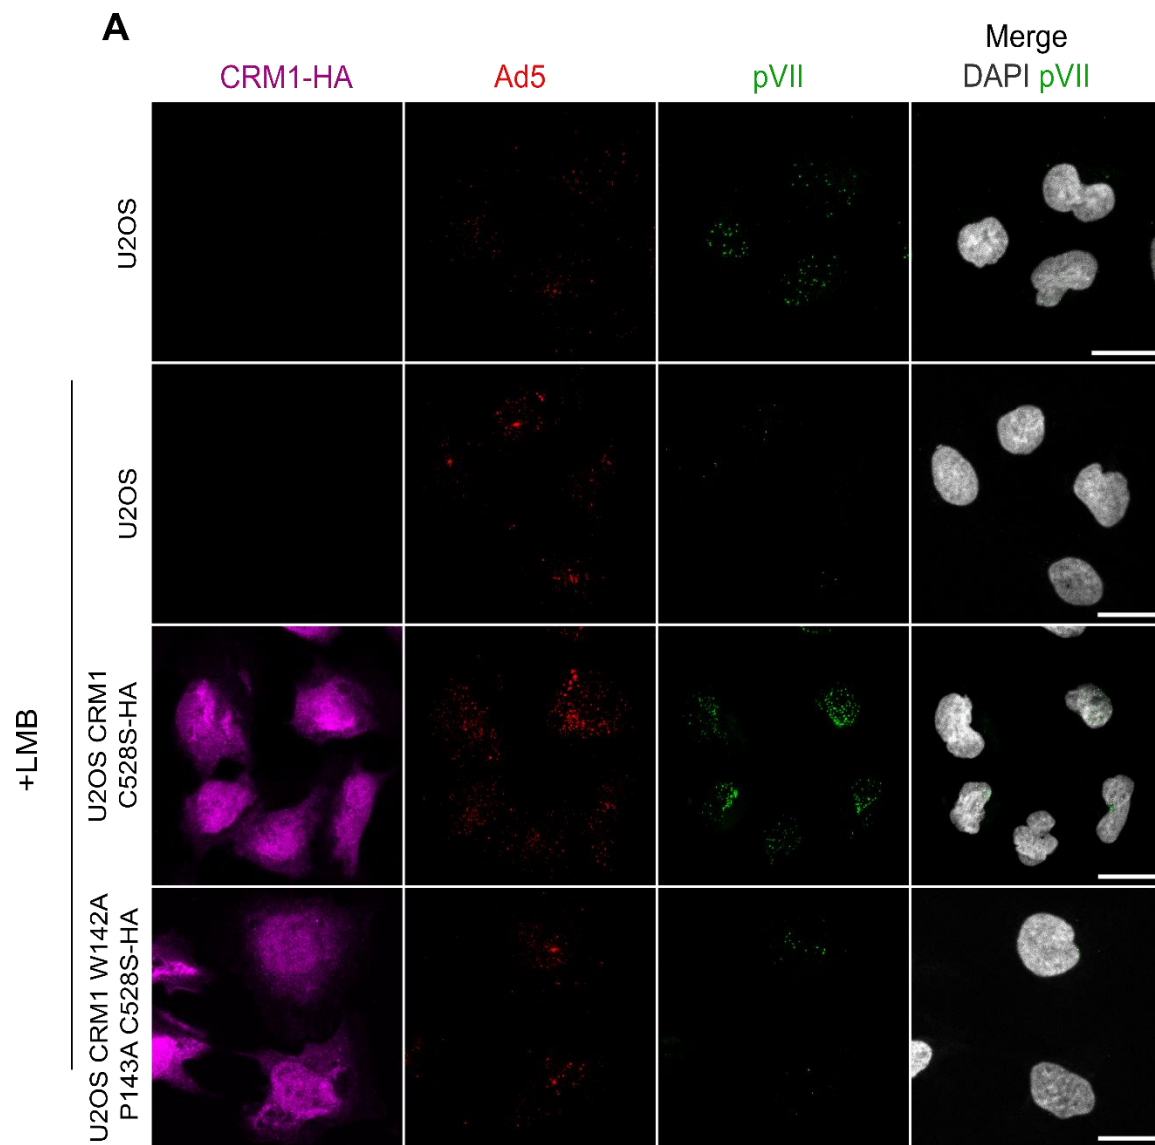 A
Merge
CRM1-HA Ad5 pVII DAPI pVII
U2OS
+LMB
U2OS
U2OS CRM1
C528S-HA
U2OS CRM1 W142A
P143A C528S-HA